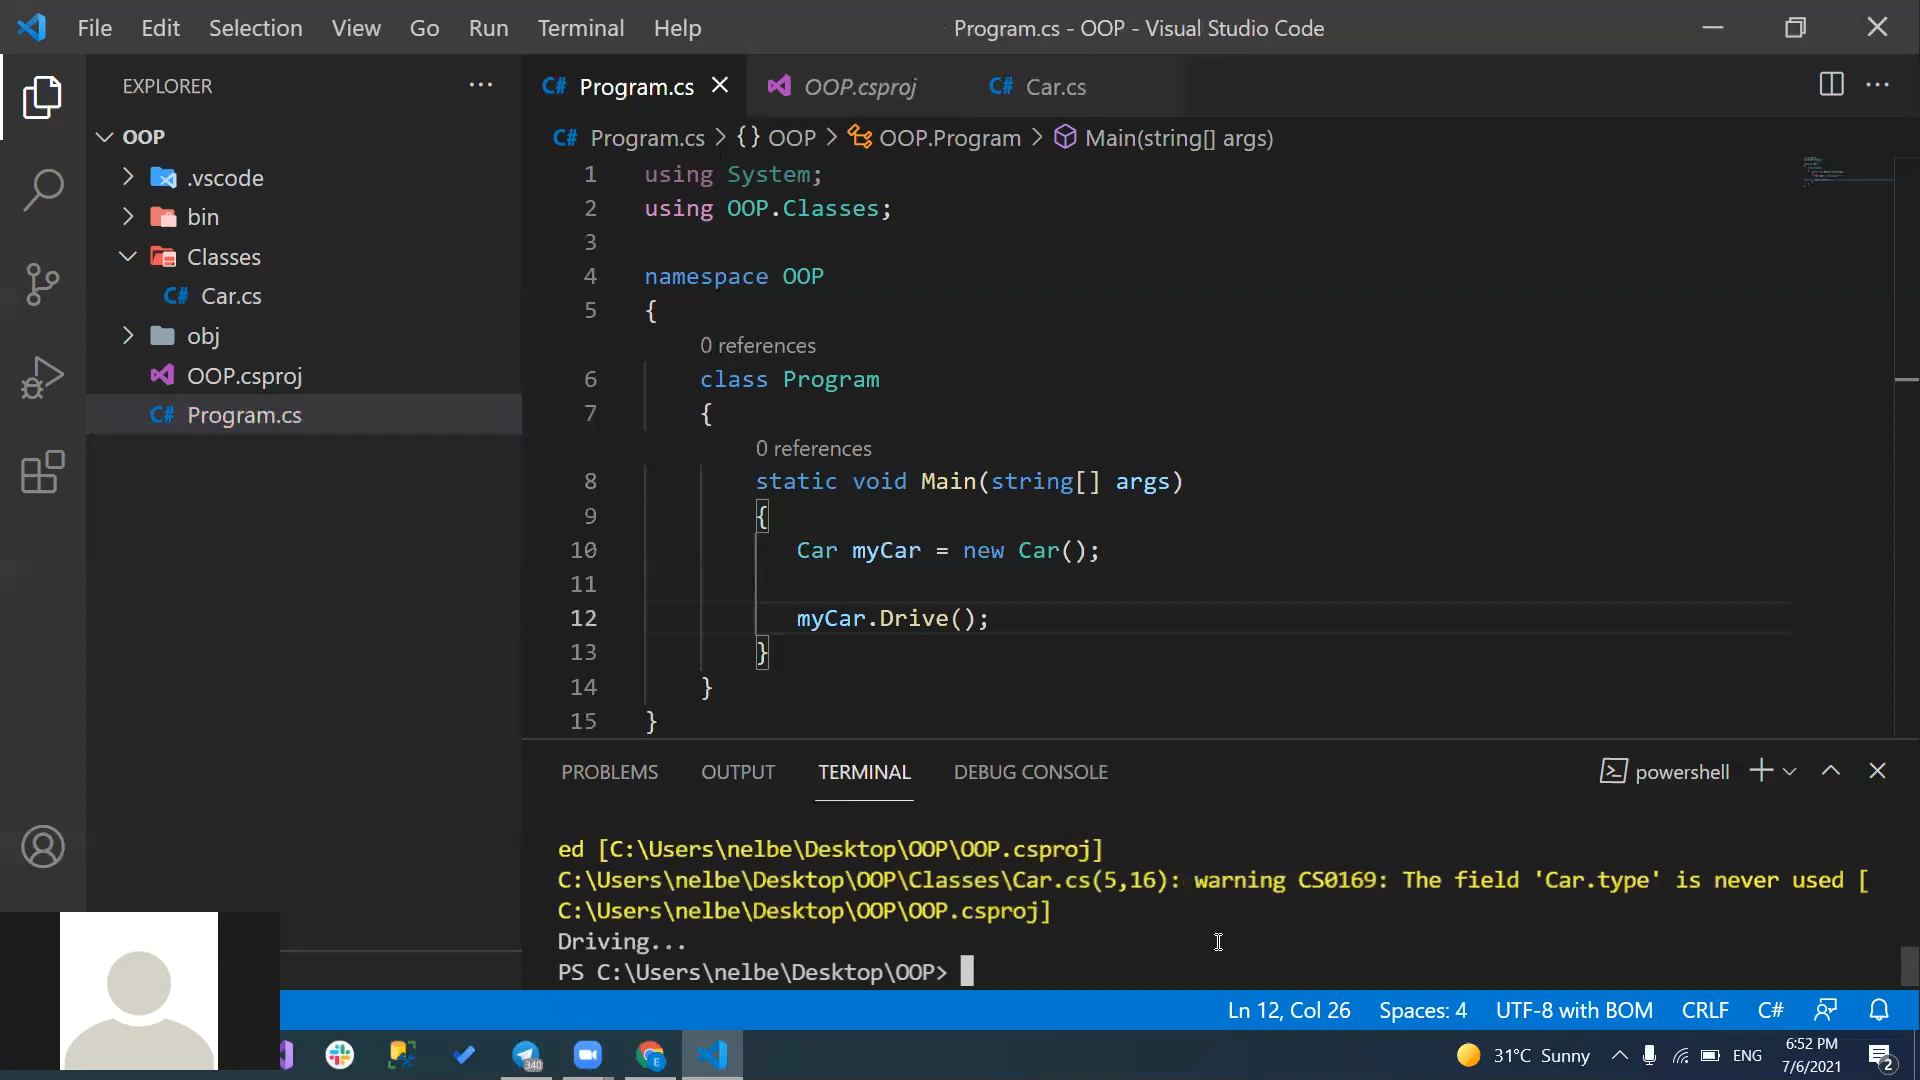 File Edit Selection View Go Run Terminal Help
Program.cs - OOP - Visual Studio Code
EXPLORER
OOP
.vscode
bin
Classes
Car.cs
obj
OOP.csproj
Program.cs
Program.cs OOP.csproj Car.cs
Program.cs > {} OOP > OOP.Program > Main(string[] args)
1 using System;
2 using OOP.Classes;
3
4 namespace OOP
5 {
0 references
6 class Program
7 {
0 references
8 static void Main(string[] args)
9 {
10 Car myCar = new Car();
11
12 myCar.Drive();
13 }
14 }
15 }
PROBLEMS OUTPUT TERMINAL DEBUG CONSOLE
powershell
ed [C:\Users\nelbe\Desktop\OOP\OOP.csproj]
C:\Users\nelbe\Desktop\OOP\Classes\Car.cs(5,16): warning CS0169: The field 'Car.type' is never used [
C:\Users\nelbe\Desktop\OOP\OOP.csproj]
Driving...
PS C:\Users\nelbe\Desktop\OOP>
Ln 12, Col 26 Spaces: 4 UTF-8 with BOM CRLF C#
340
31°C Sunny
ENG
6:52 PM
7/6/2021
2